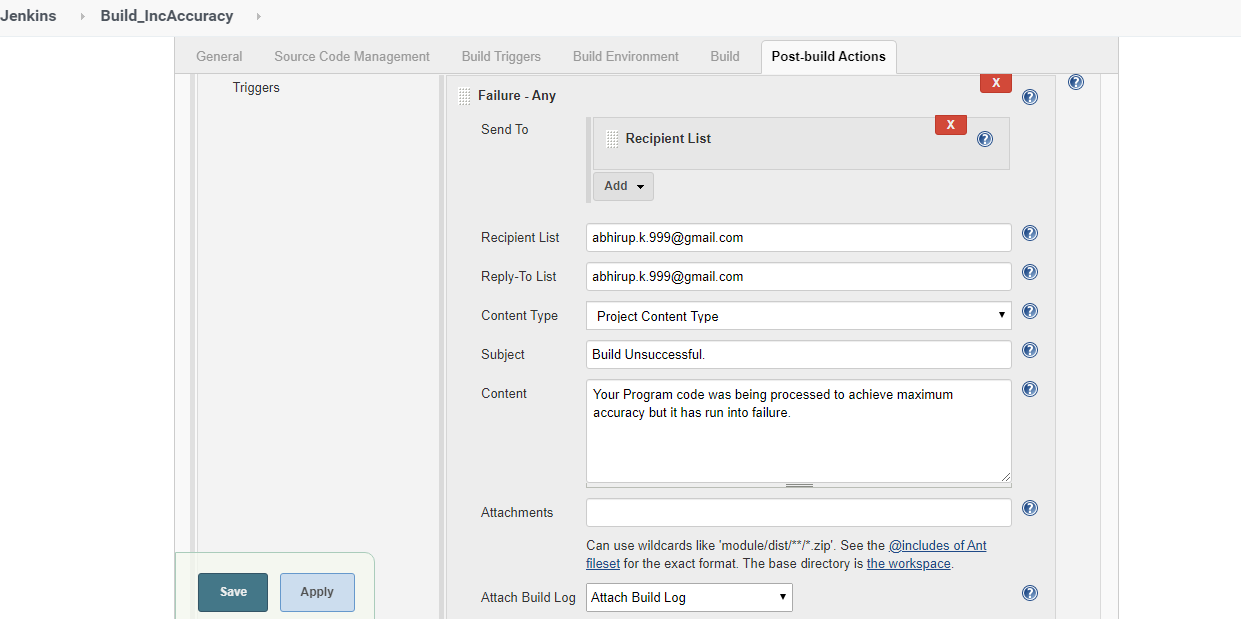 Jenkins Build_IncAccuracy
General Source Code Management Build Triggers Build Environment Build Post-build Actions
Triggers
X
Failure - Any
Send To
X
Recipient List
Add
Recipient List abhirup.k.999@gmail.com
Reply-To List abhirup.k.999@gmail.com
Content Type Project Content Type
Subject Build Unsuccessful.
Content Your Program code was being processed to achieve maximum
accuracy but it has run into failure.
Attachments
Can use wildcards like 'module/dist/**/*.zip'. See the @includes of Ant
fileset for the exact format. The base directory is the workspace.
Attach Build Log Attach Build Log
Save Apply